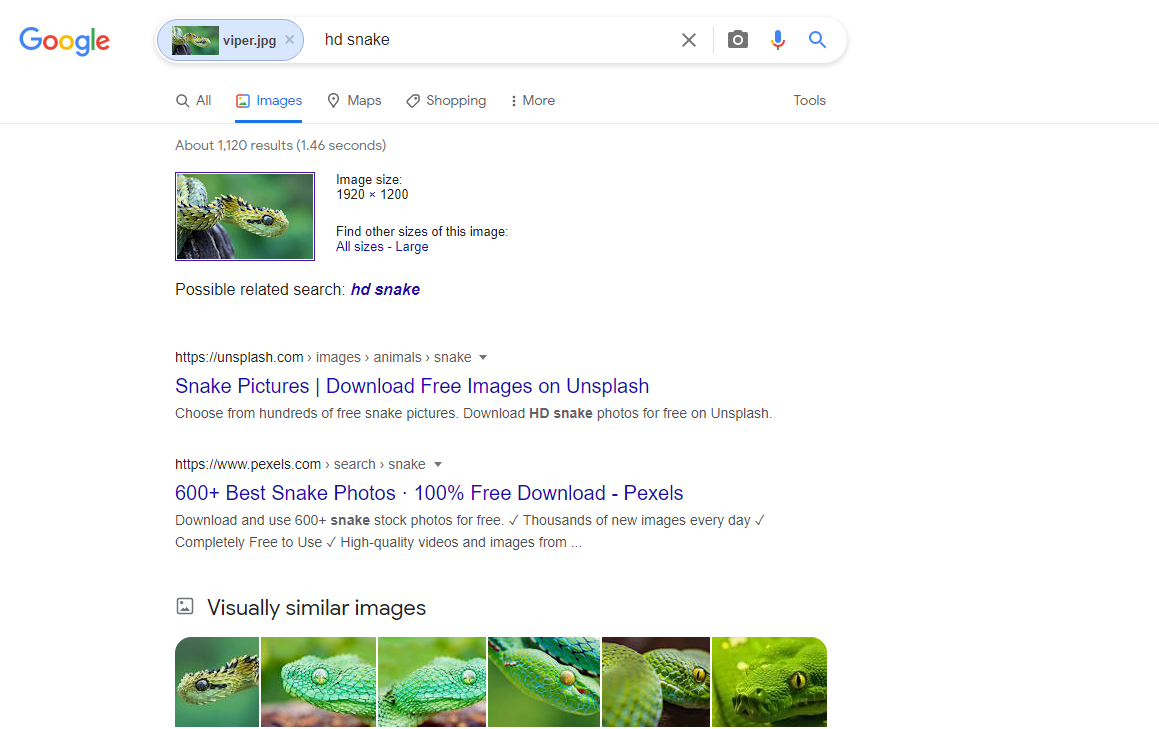 Google
viper.jpg × hd snake
All Images Maps Shopping More Tools
About 1,120 results (1.46 seconds)
Image size:
1920 × 1200
Find other sizes of this image:
All sizes - Large
Possible related search: hd snake
https://unsplash.com › images › animals › snake
Snake Pictures | Download Free Images on Unsplash
Choose from hundreds of free snake pictures. Download HD snake photos for free on Unsplash.
https://www.pexels.com › search › snake
600+ Best Snake Photos · 100% Free Download - Pexels
Download and use 600+ snake stock photos for free. ✓ Thousands of new images every day ✓
Completely Free to Use ✓ High-quality videos and images from ...
Visually similar images